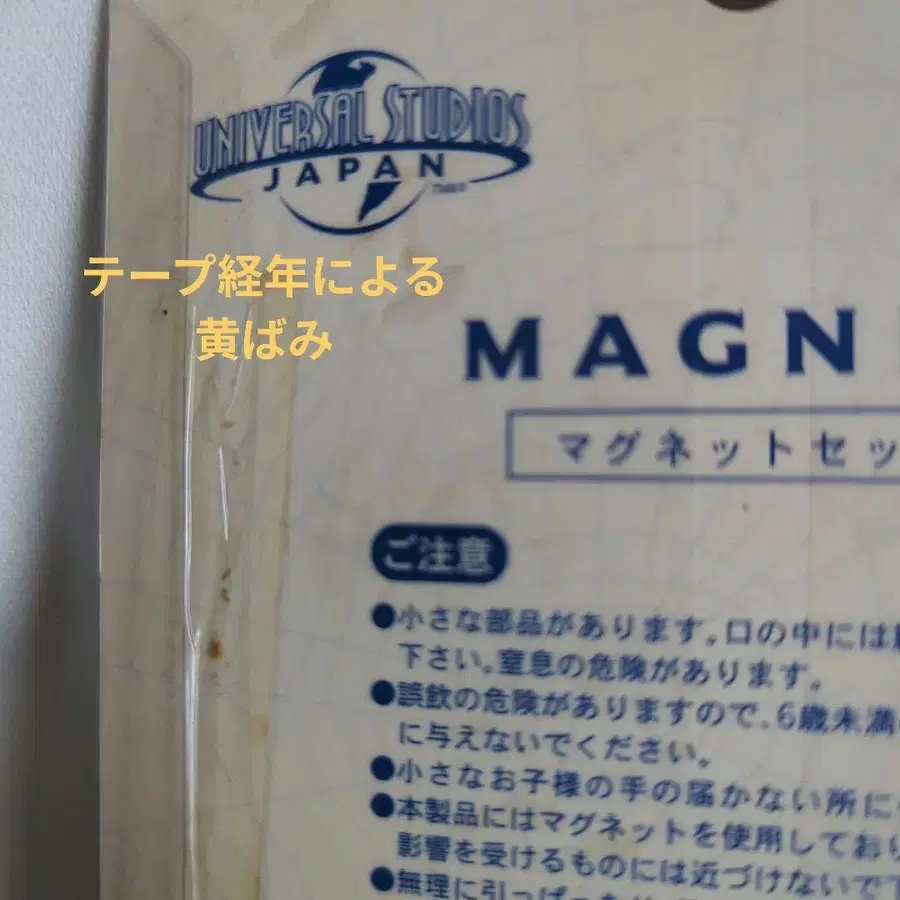 UNIVERSAL STUDIOS
JAPAN
テープ経年による
黄ばみ
MAGN
マグネットセッ
ご注意
●小さな部品があります。口の中には
下さい。窒息の危険があります。
●誤飲の危険がありますので、6歳未満
に与えないでください。
●小さなお子様の手の届かない所に
●本製品にはマグネットを使用しており
影響を受けるものには近づけないで下
●無理に引っぱっ